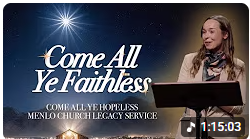 Come All
Ye Faithless
COME ALL YE HOPELESS
MENLO CHURCH LEGACY SERVICE
1:15:03